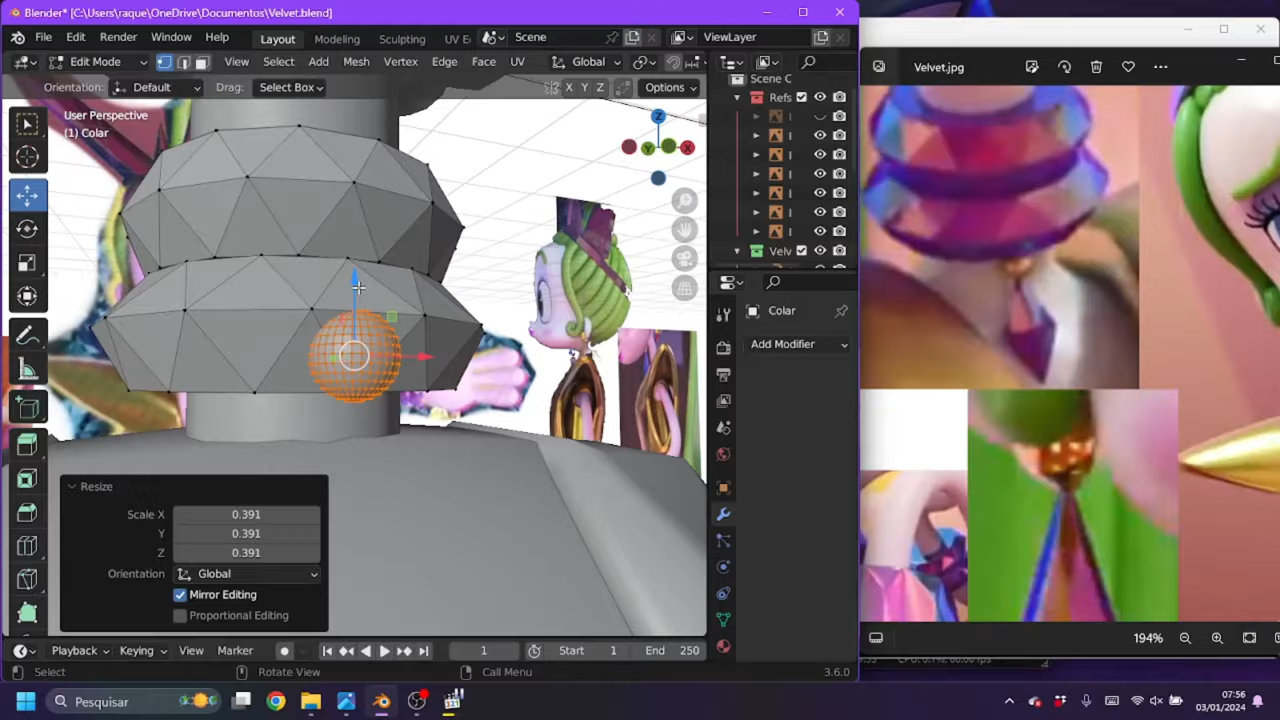 Blender* [C:\Users\raque\OneDrive\Documentos\Velvet.blend]
File Edit Render Window Help Layout Modeling Sculpting UV E Scene ViewLayer
Edit Mode View Select Add Mesh Vertex Edge Face UV Global
Orientation: Default Drag: Select Box X Y Z Options
User Perspective
(1) Colar
Z
Y X
Scene C
Refs
Velv
Colar
Add Modifier
Resize
Scale X 0.391
Y 0.391
Z 0.391
Orientation Global
Mirror Editing
Proportional Editing
Playback Keying View Marker 1 Start 1 End 250
Select Rotate View Call Menu 3.6.0
Velvet.jpg
194%
Pesquisar
07:56
03/01/2024